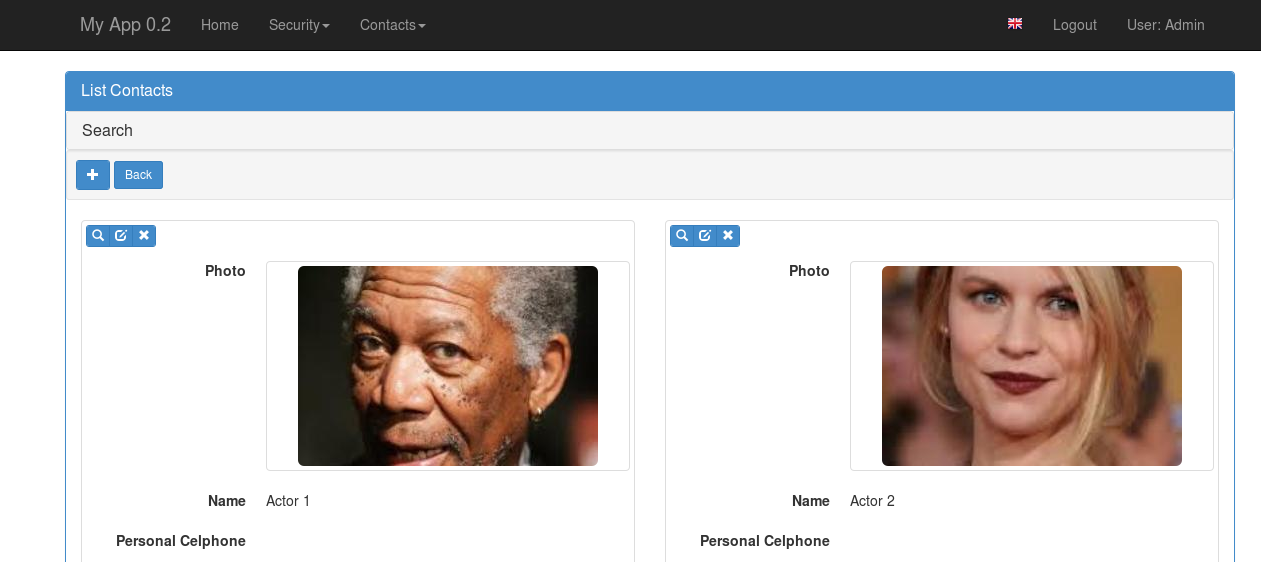 My App 0.2 Home Security Contacts Logout User: Admin
List Contacts
Search
Back
Photo Photo
Name Actor 1 Name Actor 2
Personal Celphone Personal Celphone